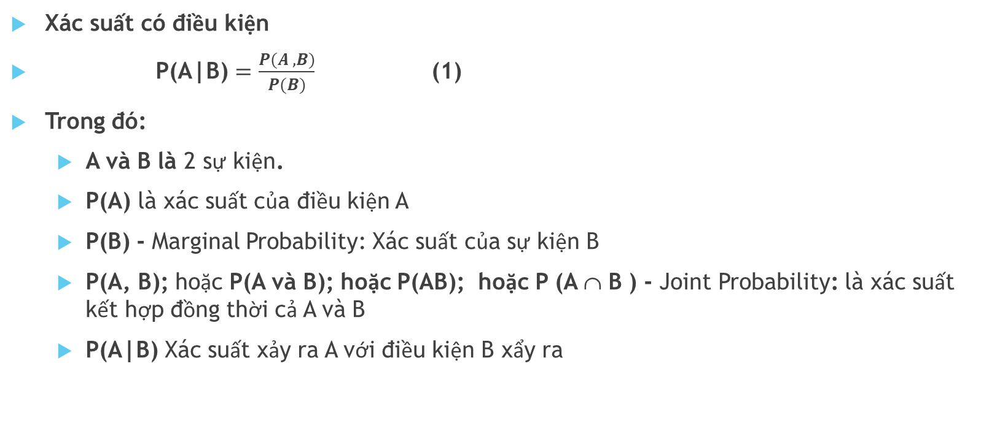 Xác suất có điều kiện
P(A|B) = P(A ,B) / P(B) (1)
Trong đó:
A và B là 2 sự kiện.
P(A) là xác suất của điều kiện A
P(B) - Marginal Probability: Xác suất của sự kiện B
P(A, B); hoặc P(A và B); hoặc P(AB); hoặc P (A ∩ B ) - Joint Probability: là xác suất
kết hợp đồng thời cả A và B
P(A|B) Xác suất xảy ra A với điều kiện B xẩy ra